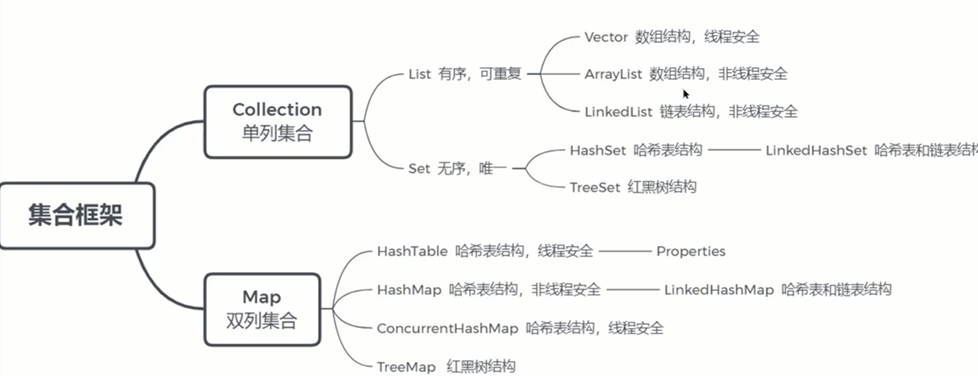 集合框架
Collection
单列集合
List 有序，可重复
Vector 数组结构，线程安全
ArrayList 数组结构，非线程安全
LinkedList 链表结构，非线程安全
Set 无序，唯一
HashSet 哈希表结构
LinkedHashSet 哈希表和链表结
TreeSet 红黑树结构
Map
双列集合
HashTable 哈希表结构，线程安全
Properties
HashMap 哈希表结构，非线程安全
LinkedHashMap 哈希表和链表结构
ConcurrentHashMap 哈希表结构，线程安全
TreeMap 红黑树结构